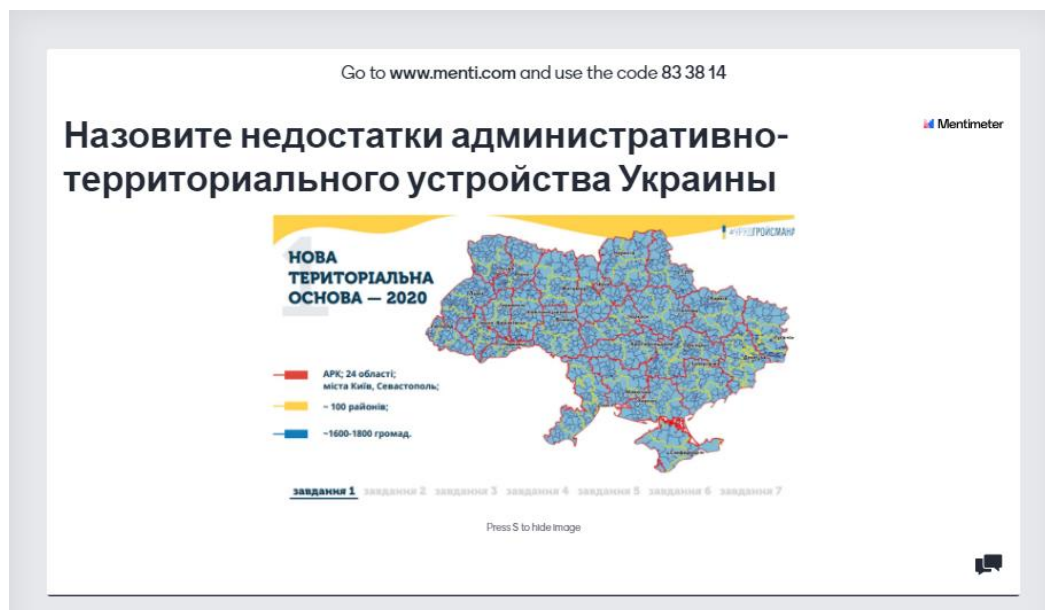 Go to www.menti.com and use the code 83 38 14
Mentimeter
Назовите недостатки административно-
территориального устройства Украины
1
НОВА
ТЕРИТОРІАЛЬНА
ОСНОВА — 2020
АРК; 24 області;
міста Київ, Севастополь;
~ 100 районів;
~1600-1800 громад.
завдання 1 завдання 2 завдання 3 завдання 4 завдання 5 завдання 6 завдання 7
Press S to hide image